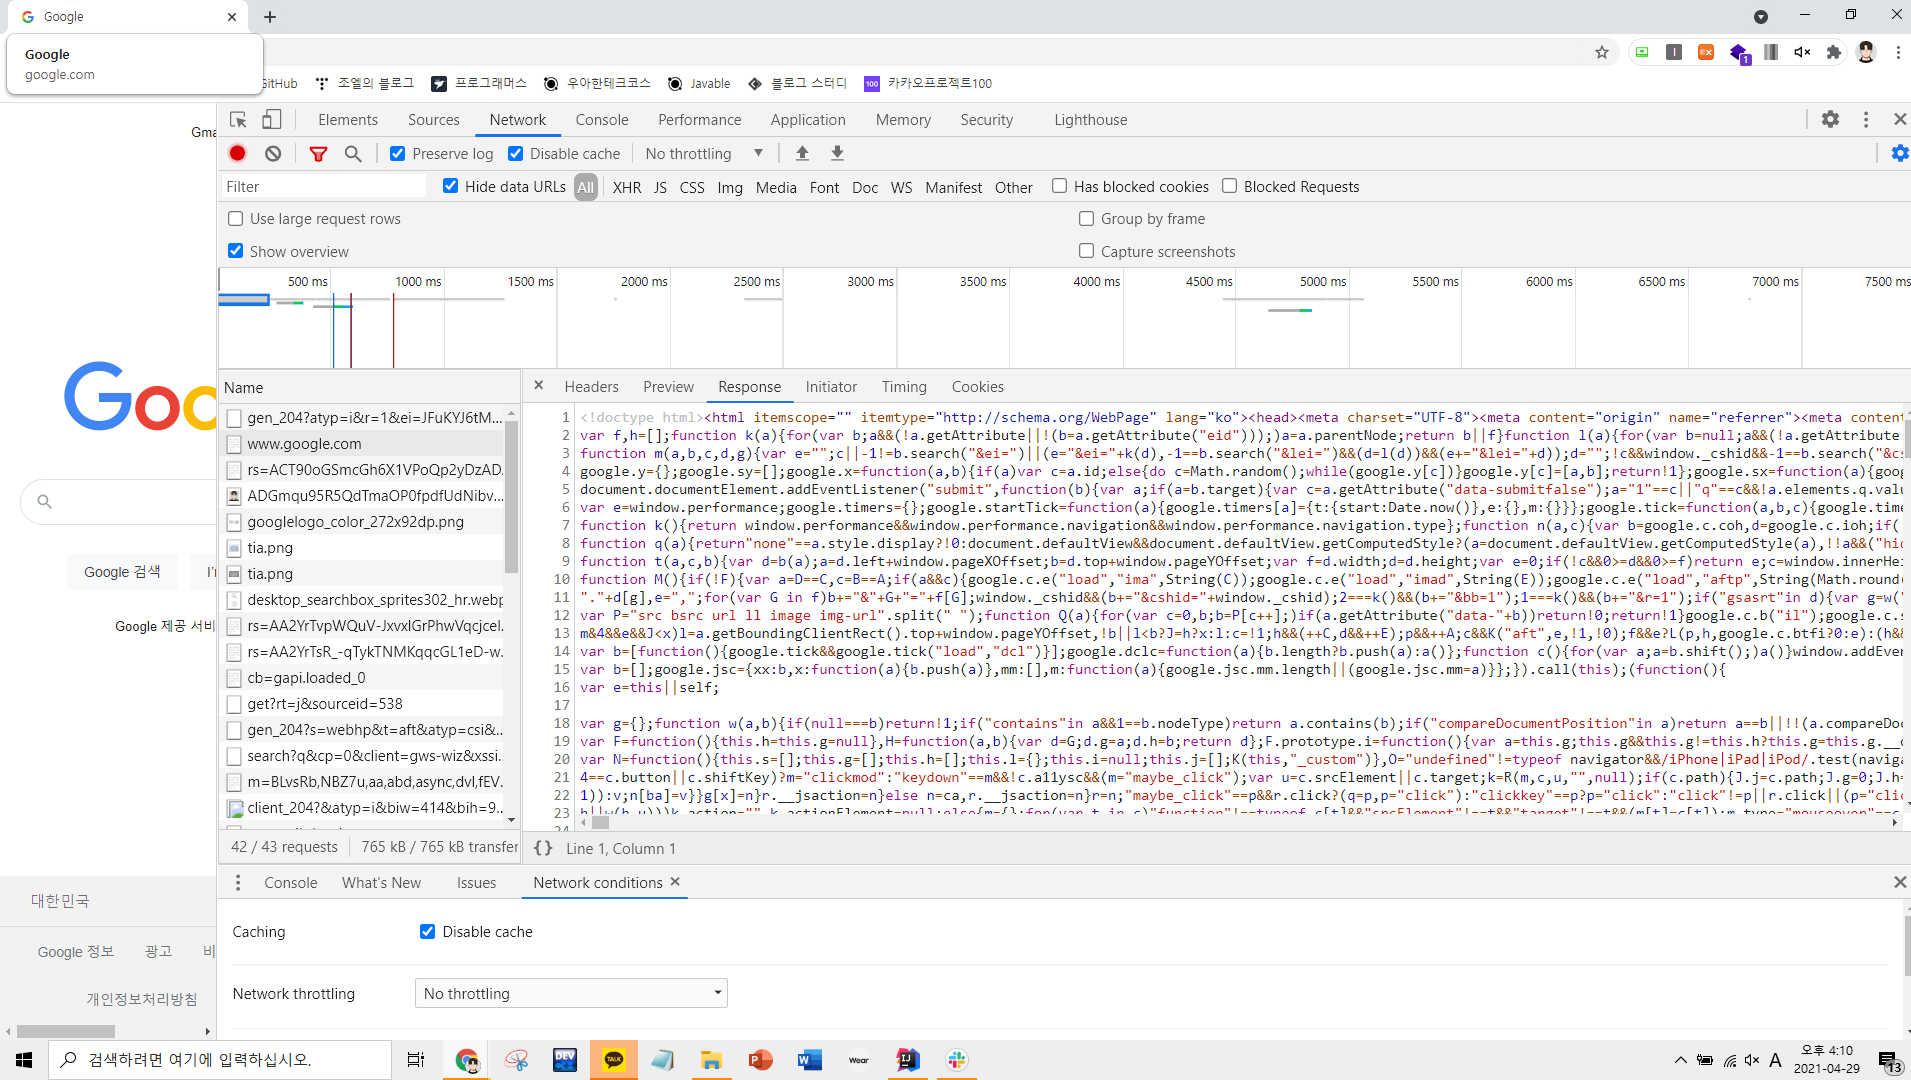 Google
Google
google.com
GitHub
조엘의 블로그
프로그래머스
우아한테크코스
Javable
블로그 스터디
100
카카오프로젝트100
EX
1
Gma
Elements Sources Network Console Performance Application Memory Security Lighthouse
Preserve log Disable cache No throttling
Filter Hide data URLs All XHR JS CSS Img Media Font Doc WS Manifest Other Has blocked cookies Blocked Requests
Use large request rows Group by frame
Show overview Capture screenshots
500 ms 1000 ms 1500 ms 2000 ms 2500 ms 3000 ms 3500 ms 4000 ms 4500 ms 5000 ms 5500 ms 6000 ms 6500 ms 7000 ms 7500 ms
Goo
Google 검색
I'm
Google 제공 서비
Name
gen_204?atyp=i&r=1&ei=JFuKYJ6tM...
www.google.com
rs=ACT90oGSmcGh6X1VPoQp2yDzAD.
ADGmqu95R5QdTmaOP0fpdfUdNibv...
googlelogo_color_272x92dp.png
tia.png
tia.png
desktop_searchbox_sprites302_hr.webp
rs=AA2YrTvpWQuV-JxvxIGrPhwVqcjceI
rs=AA2YrTsR_-qTykTNMKqqcGL1eD-w.
cb=gapi.loaded_0
get?rt=j&sourceid=538
gen_204?s=webhp&t=aft&atyp=csi&...
search?q&cp=0&client=gws-wiz&xssi.
m=BLvsRb,NBZ7u,aa,abd,async,dvl,fEV.
client_204?&atyp=i&biw=414&bih=9...
42 / 43 requests 765 kB / 765 kB transfer
Headers Preview Response Initiator Timing Cookies
1 <!doctype html><html itemscope="" itemtype="http://schema.org/WebPage" lang="ko"><head><meta charset="UTF-8"><meta content="origin" name="referrer"><meta content
2 var f,h=[];function k(a){for(var b;a&&(!a.getAttribute||!(b=a.getAttribute("eid")));)a=a.parentNode;return b||f}function l(a){for(var b=null;a&&(!a.getAttribute
3 function m(a,b,c,d,g){var e="";c||-1!=b.search("&ei=")||(e="&ei="+k(d),-1==b.search("&lei=")&&(d=l(d))&&(e+="&lei="+d));d="";!c&&window._cshid&&-1==b.search("&cs
4 google.y={};google.sy=[];google.x=function(a,b){if(a)var c=a.id;else{do c=Math.random();while(google.y[c])}google.y[c]=[a,b];return!1};google.sx=function(a){goog
5 document.documentElement.addEventListener("submit",function(b){var a;if(a=b.target){var c=a.getAttribute("data-submitfalse");a="1"==c||"q"==c&&!a.elements.q.valu
6 var e=window.performance;google.timers={};google.startTick=function(a){google.timers[a]={t:{start:Date.now()},e:{},m:{}}};google.tick=function(a,b,c){google.time
7 function k(){return window.performance&&window.performance.navigation&&window.performance.navigation.type};function n(a,c){var b=google.c.coh,d=google.c.ioh;if(
8 function q(a){return"none"==a.style.display?!0:document.defaultView&&document.defaultView.getComputedStyle?(a=document.defaultView.getComputedStyle(a),!!a&&("hid
9 function t(a,c,b){var d=b(a);a=d.left+window.pageXOffset;b=d.top+window.pageYOffset;var f=d.width;d=d.height;var e=0;if(!c&&0>=d&&0>=f)return e;c=window.innerHei
10 function M(){if(!F){var a=D==C,c=B==A;if(a&&c){google.c.e("load","ima",String(C));google.c.e("load","imad",String(E));google.c.e("load","aftp",String(Math.round(
11 "."+d[g],e=",";for(var G in f)b+="&"+G+"="+f[G];window._cshid&&(b+="&cshid="+window._cshid);2===k()&&(b+="&bb=1");1===k()&&(b+="&r=1");if("gsasrt"in d){var g=w("
12 var P="src bsrc url ll image img-url".split(" ");function Q(a){for(var c=0,b;b=P[c++];)if(a.getAttribute("data-"+b))return!0;return!1}google.c.b("il");google.c.s
13 m&4&&e&&J<x)l=a.getBoundingClientRect().top+window.pageYOffset,!b||l<b?J=h?x:l:c=!1;h&&(++C,d&&++E);p&&++A;c&&K("aft",e,!1,!0);f&&e?L(p,h,google.c.btfi?0:e):(h&&
14 var b=[function(){google.tick&&google.tick("load","dcl")}];google.dclc=function(a){b.length?b.push(a):a()};function c(){for(var a;a=b.shift();)a()}window.addEven
15 var b=[];google.jsc={xx:b,x:function(a){b.push(a)},mm:[],m:function(a){google.jsc.mm.length||(google.jsc.mm=a)}};}).call(this);(function(){
16 var e=this||self;
17
18 var g={};function w(a,b){if(null===b)return!1;if("contains"in a&&1==b.nodeType)return a.contains(b);if("compareDocumentPosition"in a)return a==b||!!(a.compareDoc
19 var F=function(){this.h=this.g=null},H=function(a,b){var d=G;d.g=a;d.h=b;return d};F.prototype.i=function(){var a=this.g;this.g&&this.g!=this.h?this.g=this.g.__o
20 var N=function(){this.s=[];this.g=[];this.h=[];this.l={};this.i=null;this.j=[];K(this,"_custom")},O="undefined"!=typeof navigator&&/iPhone|iPad|iPod/.test(naviga
21 4==c.button||c.shiftKey)?m="clickmod":"keydown"==m&&!c.a11ysc&&(m="maybe_click");var u=c.srcElement||c.target;k=R(m,c,u,"",null);if(c.path){J.j=c.path;J.g=0;J.h=
22 1)):v;n[ba]=v}}g[x]=n}r.__jsaction=n}else n=ca,r.__jsaction=n}r=n;"maybe_click"==p&&r.click?(q=p,p="click"):"clickkey"==p?p="click":"click"!=p||r.click||(p="clic
23
24
{} Line 1, Column 1
Console What's New Issues Network conditions
Caching Disable cache
Network throttling No throttling
대한민국
Google 정보 광고 비
개인정보처리방침
검색하려면 여기에 입력하십시오.
DEV
TALK
Wear
A
오후 4:10
2021-04-29
13